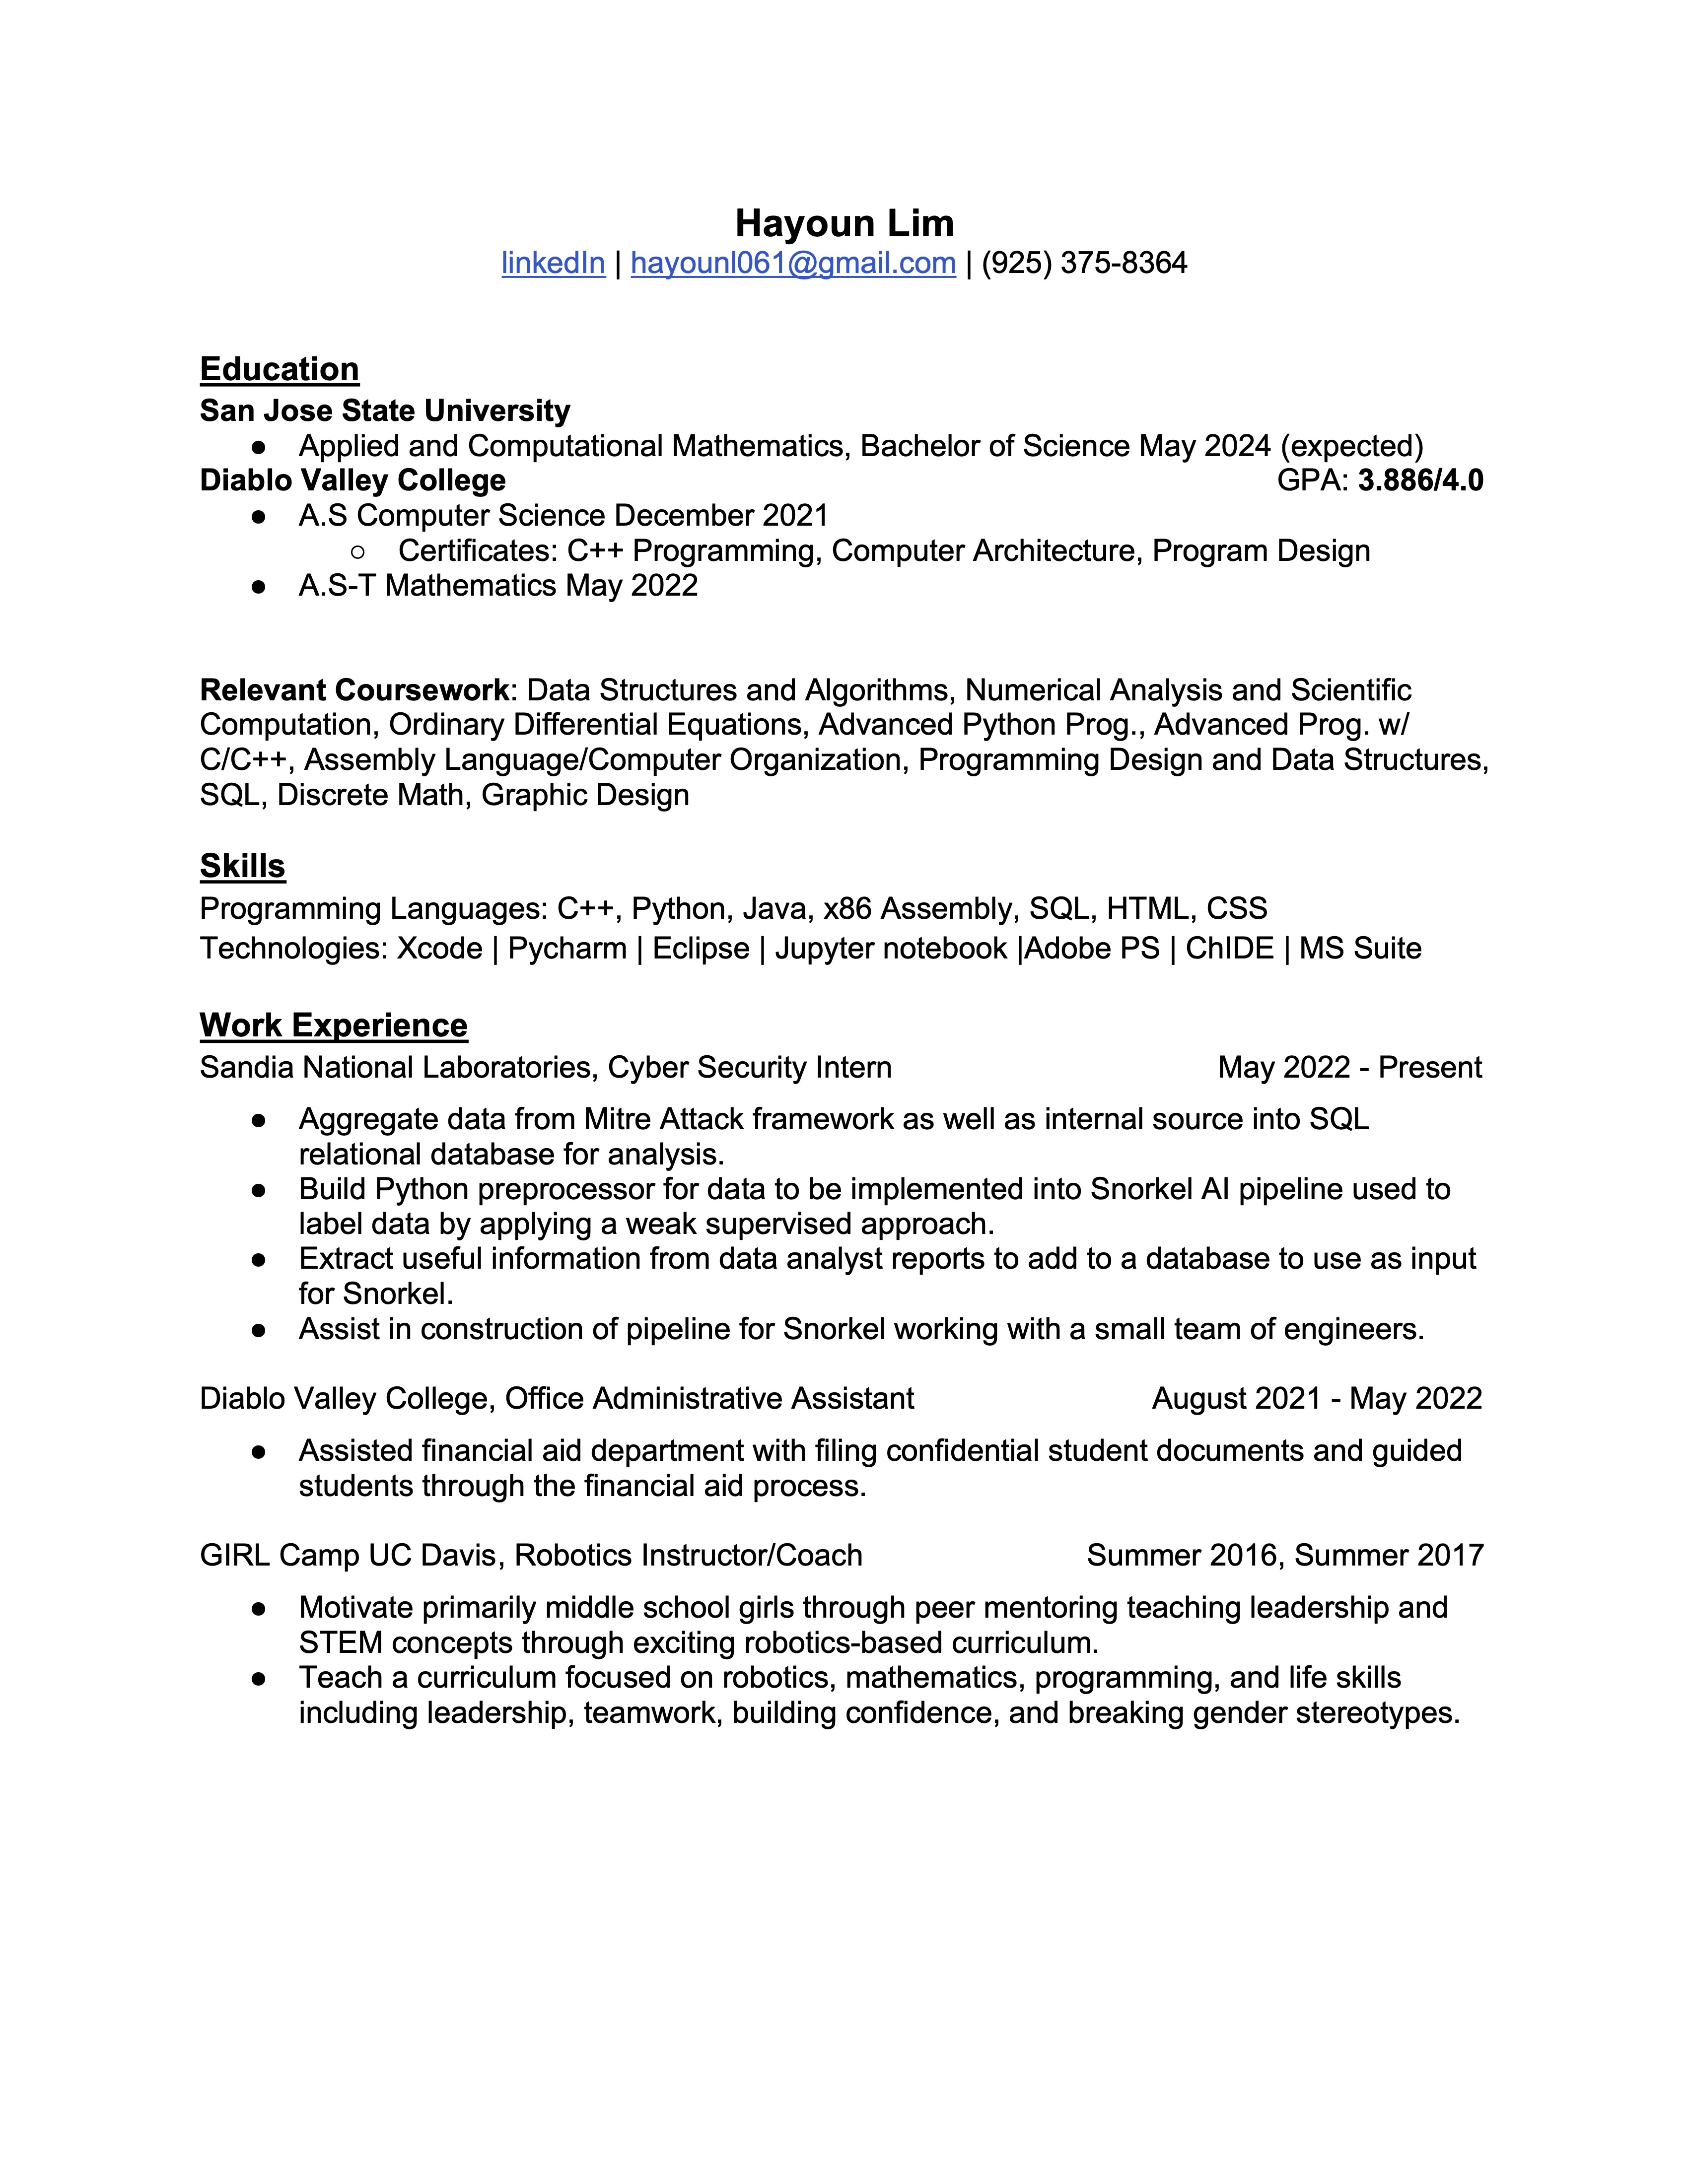 Hayoun Lim
linkedIn | hayounl061@gmail.com | (925) 375-8364
Education
San Jose State University
● Applied and Computational Mathematics, Bachelor of Science May 2024 (expected)
Diablo Valley College GPA: 3.886/4.0
● A.S Computer Science December 2021
○ Certificates: C++ Programming, Computer Architecture, Program Design
● A.S-T Mathematics May 2022
Relevant Coursework: Data Structures and Algorithms, Numerical Analysis and Scientific
Computation, Ordinary Differential Equations, Advanced Python Prog., Advanced Prog. w/
C/C++, Assembly Language/Computer Organization, Programming Design and Data Structures,
SQL, Discrete Math, Graphic Design
Skills
Programming Languages: C++, Python, Java, x86 Assembly, SQL, HTML, CSS
Technologies: Xcode | Pycharm | Eclipse | Jupyter notebook |Adobe PS | ChIDE | MS Suite
Work Experience
Sandia National Laboratories, Cyber Security Intern May 2022 - Present
● Aggregate data from Mitre Attack framework as well as internal source into SQL
relational database for analysis.
● Build Python preprocessor for data to be implemented into Snorkel AI pipeline used to
label data by applying a weak supervised approach.
● Extract useful information from data analyst reports to add to a database to use as input
for Snorkel.
● Assist in construction of pipeline for Snorkel working with a small team of engineers.
Diablo Valley College, Office Administrative Assistant August 2021 - May 2022
● Assisted financial aid department with filing confidential student documents and guided
students through the financial aid process.
GIRL Camp UC Davis, Robotics Instructor/Coach Summer 2016, Summer 2017
● Motivate primarily middle school girls through peer mentoring teaching leadership and
STEM concepts through exciting robotics-based curriculum.
● Teach a curriculum focused on robotics, mathematics, programming, and life skills
including leadership, teamwork, building confidence, and breaking gender stereotypes.